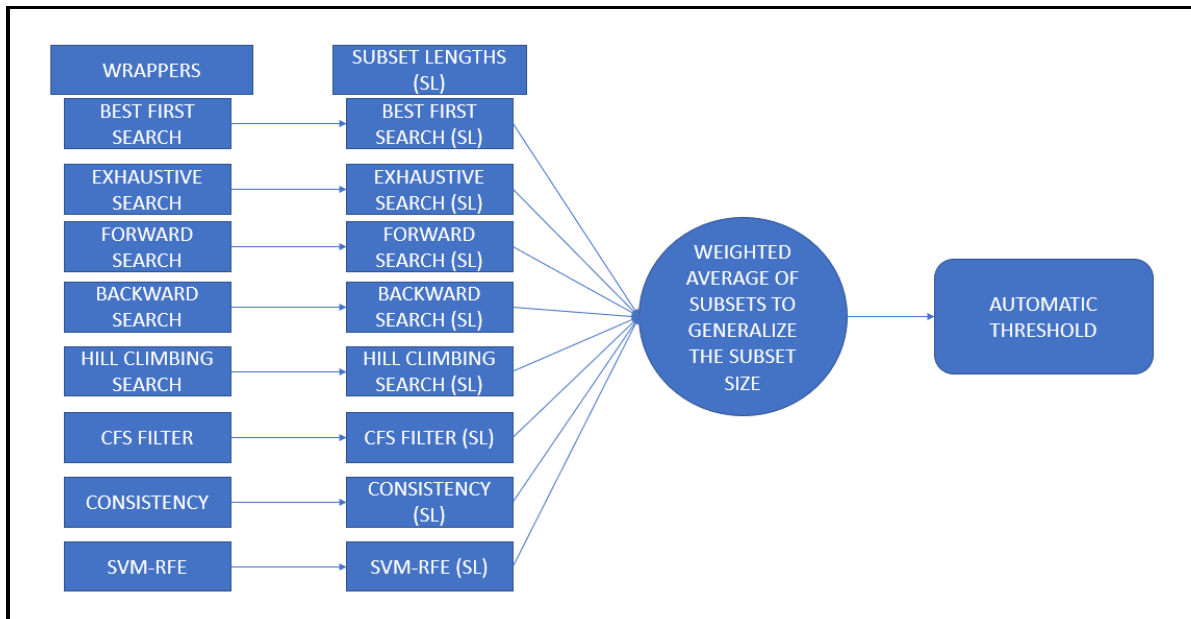 WRAPPERS
SUBSET LENGTHS
(SL)
BEST FIRST
SEARCH
BEST FIRST
SEARCH (SL)
EXHAUSTIVE
SEARCH
EXHAUSTIVE
SEARCH (SL)
FORWARD
SEARCH
FORWARD
SEARCH (SL)
BACKWARD
SEARCH
BACKWARD
SEARCH (SL)
HILL CLIMBING
SEARCH
HILL CLIMBING
SEARCH (SL)
CFS FILTER
CFS FILTER (SL)
CONSISTENCY
CONSISTENCY
(SL)
SVM-RFE
SVM-RFE (SL)
WEIGHTED
AVERAGE OF
SUBSETS TO
GENERALIZE
THE SUBSET
SIZE
AUTOMATIC
THRESHOLD